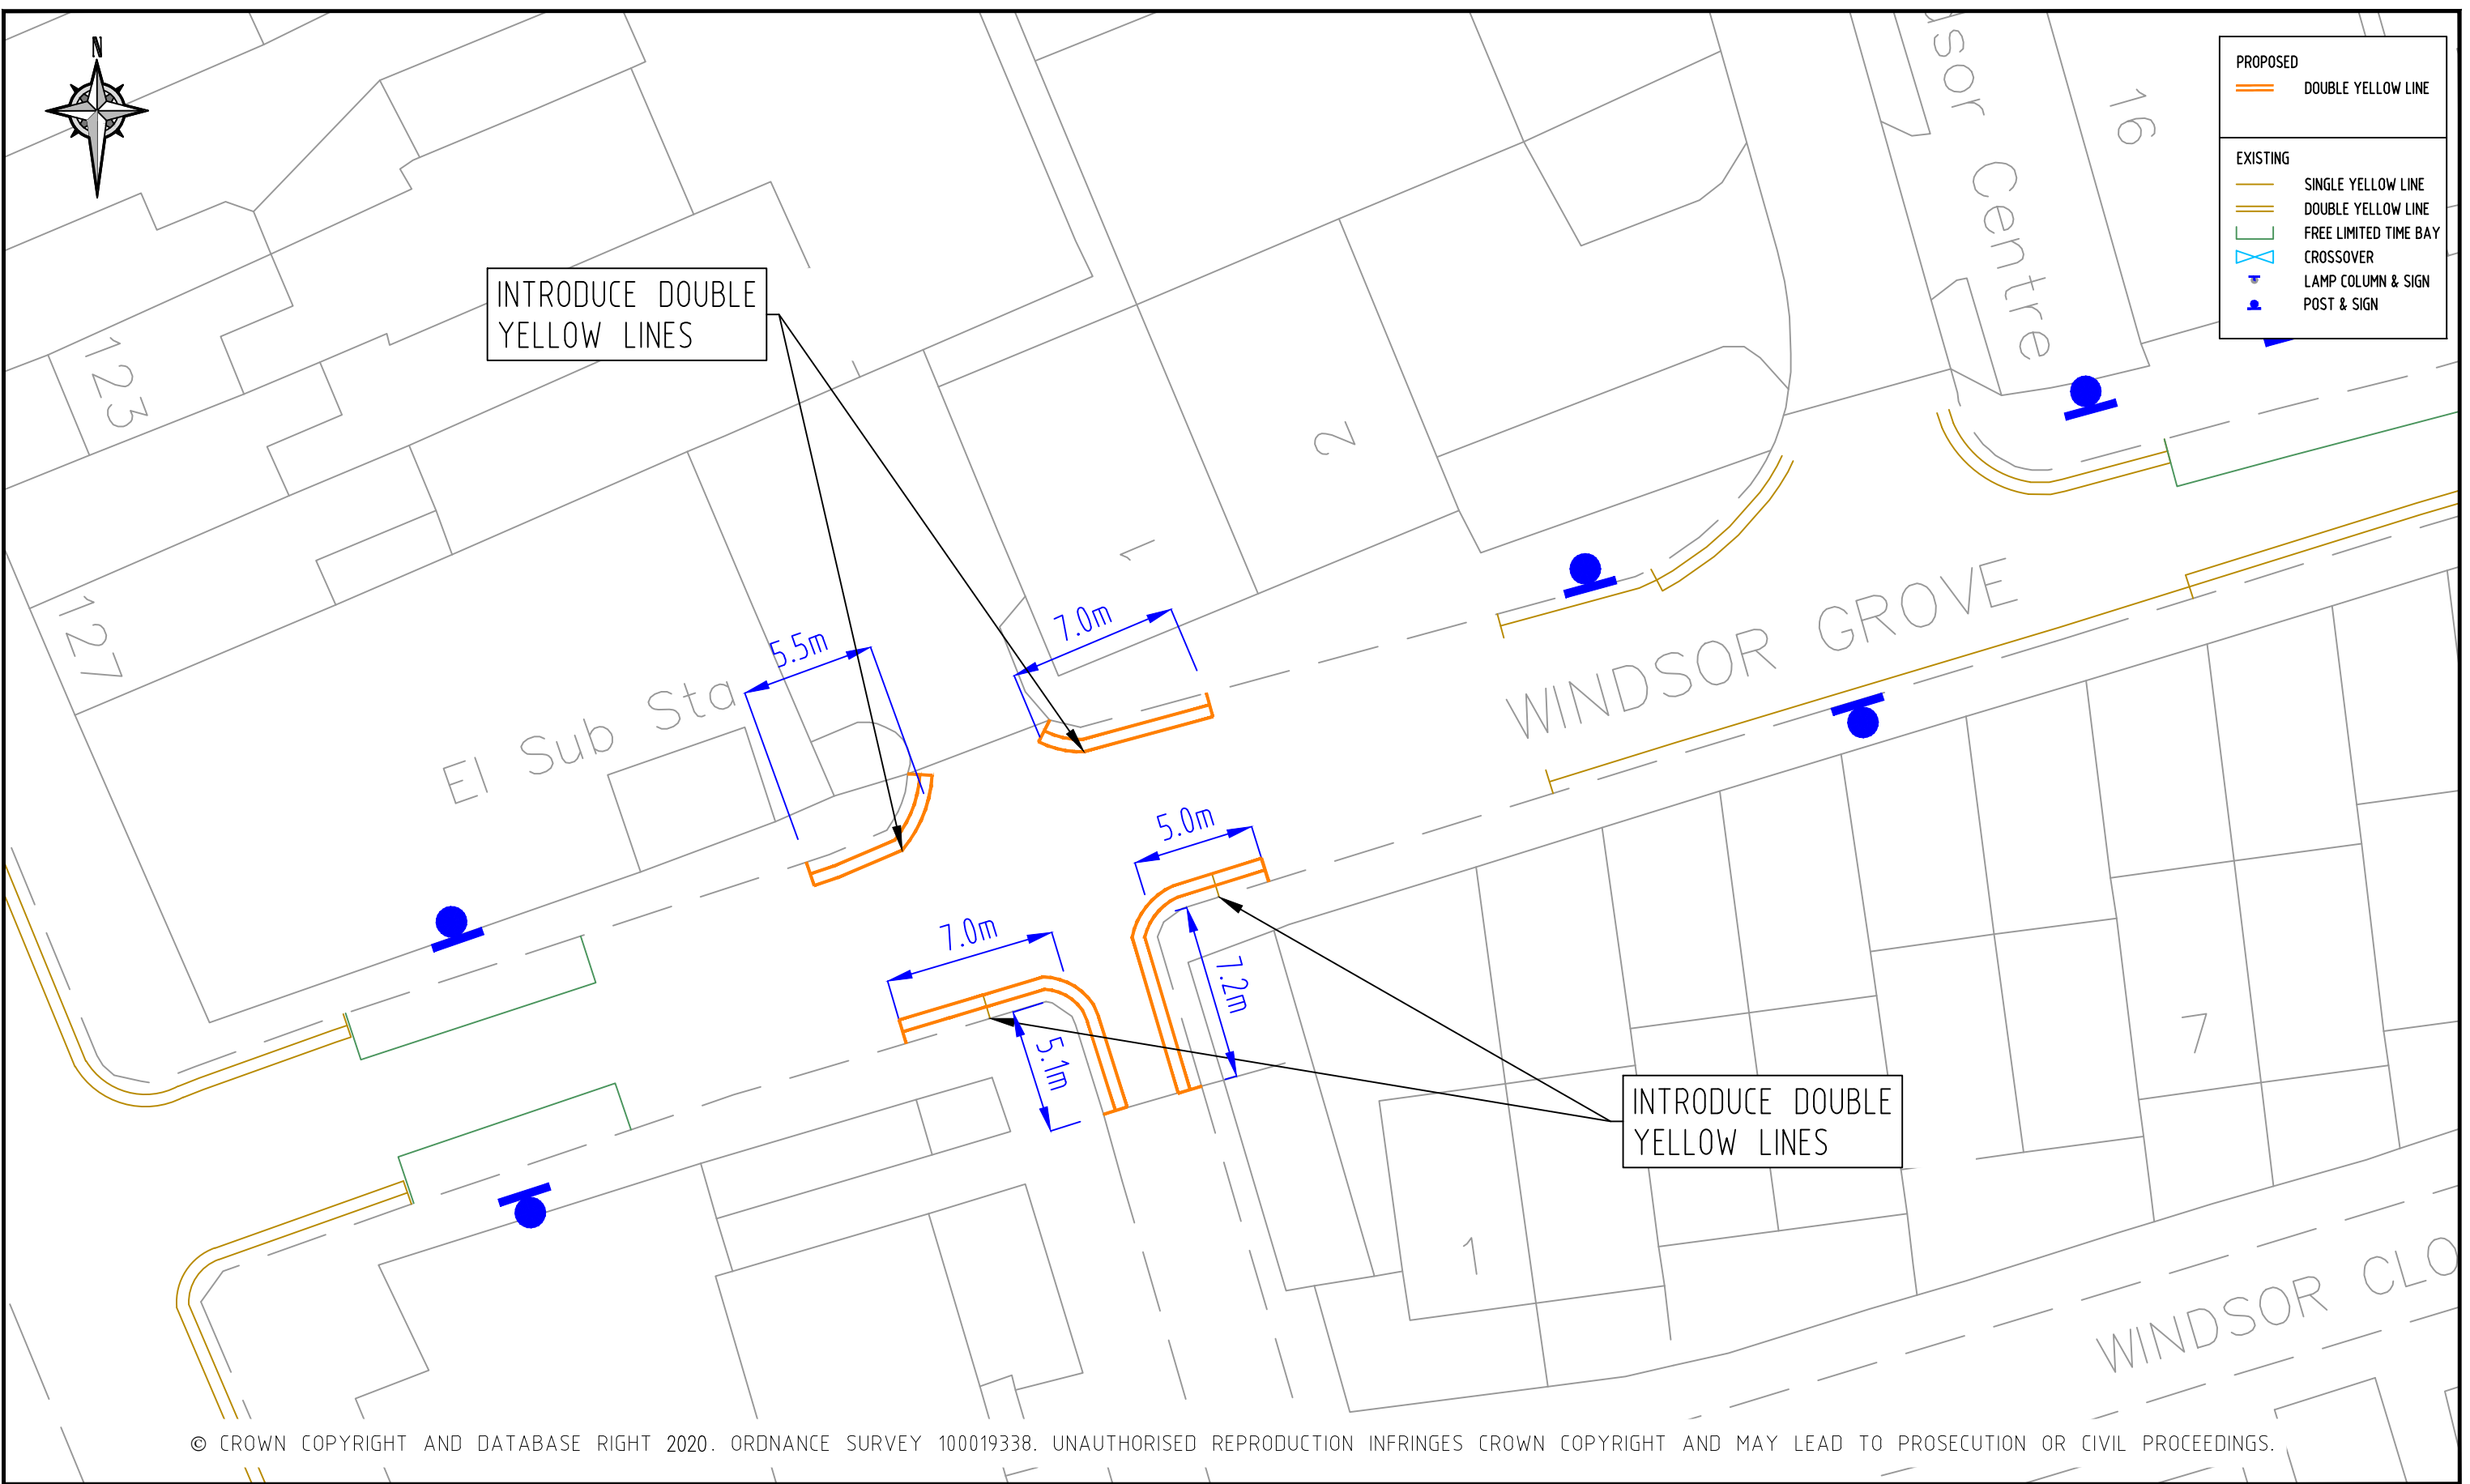 N
PROPOSED
DOUBLE YELLOW LINE
EXISTING
SINGLE YELLOW LINE
DOUBLE YELLOW LINE
FREE LIMITED TIME BAY
CROSSOVER
LAMP COLUMN & SIGN
POST & SIGN
Centre
16
INTRODUCE DOUBLE
YELLOW LINES
123
2
1
127
El Sub Sta
5.5m
7.0m
WINDSOR GROVE
5.0m
7.0m
7.2m
5.1m
7
INTRODUCE DOUBLE
YELLOW LINES
1
WINDSOR CLO
© CROWN COPYRIGHT AND DATABASE RIGHT 2020. ORDNANCE SURVEY 100019338. UNAUTHORISED REPRODUCTION INFRINGES CROWN COPYRIGHT AND MAY LEAD TO PROSECUTION OR CIVIL PROCEEDINGS.